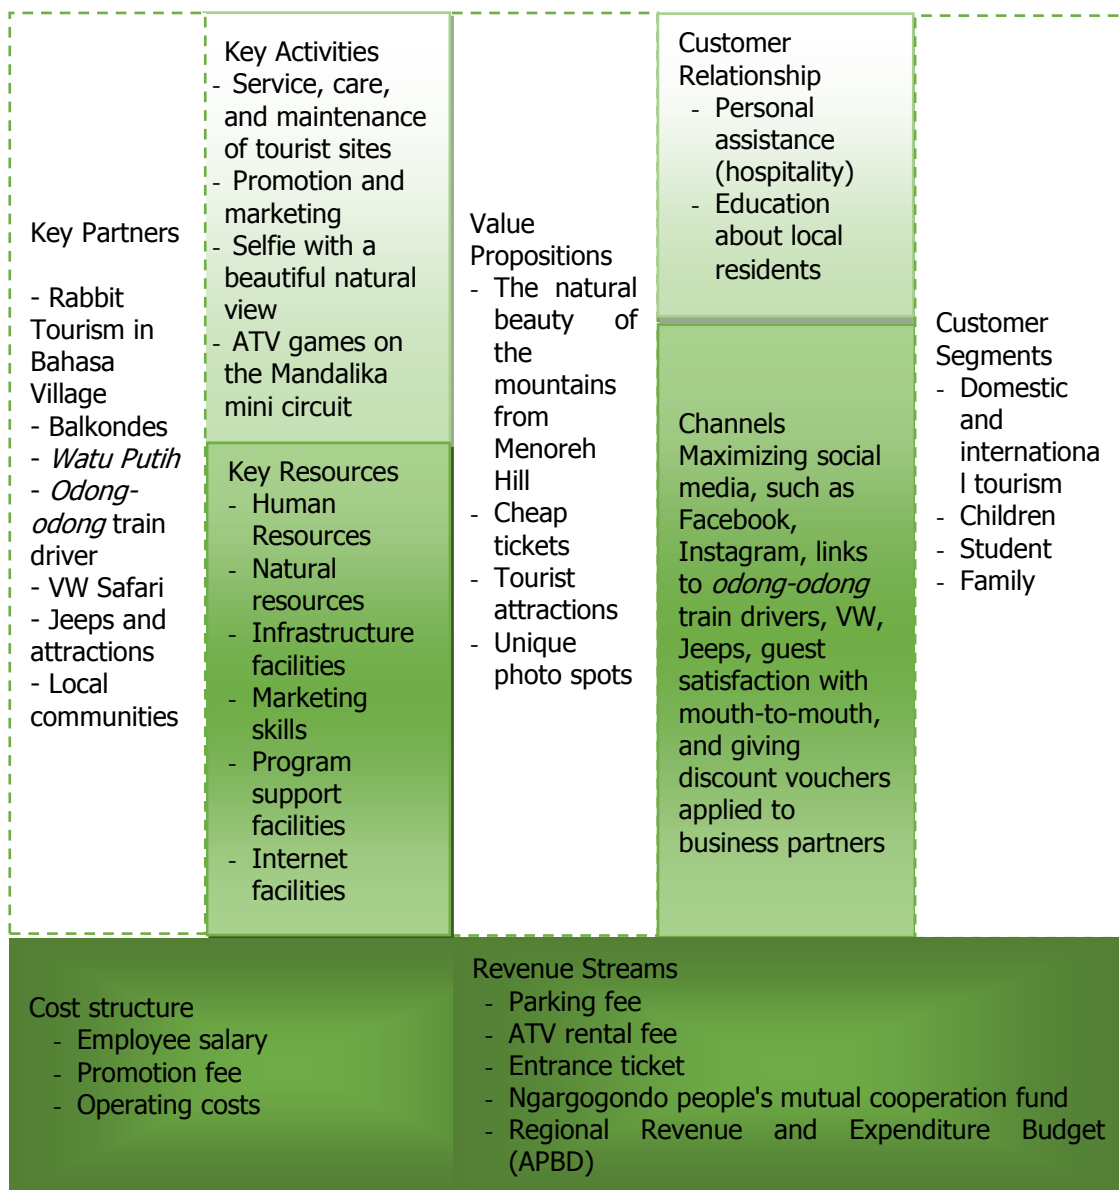 Key Partners
- Rabbit
Tourism in
Bahasa
Village
- Balkondes
- Watu Putih
- Odong-
odong train
driver
- VW Safari
- Jeeps and
attractions
- Local
communities
Key Activities
- Service, care,
and maintenance
of tourist sites
- Promotion and
marketing
- Selfie with a
beautiful natural
view
- ATV games on
the Mandalika
mini circuit
Key Resources
- Human
Resources
- Natural
resources
- Infrastructure
facilities
- Marketing
skills
- Program
support
facilities
- Internet
facilities
Value
Propositions
- The natural
beauty of
the
mountains
from
Menoreh
Hill
- Cheap
tickets
- Tourist
attractions
- Unique
photo spots
Customer
Relationship
- Personal
assistance
(hospitality)
- Education
about local
residents
Channels
Maximizing social
media, such as
Facebook,
Instagram, links
to odong-odong
train drivers, VW,
Jeeps, guest
satisfaction with
mouth-to-mouth,
and giving
discount vouchers
applied to
business partners
Customer
Segments
- Domestic
and
internationa
l tourism
- Children
- Student
- Family
Cost structure
- Employee salary
- Promotion fee
- Operating costs
Revenue Streams
- Parking fee
- ATV rental fee
- Entrance ticket
- Ngargogondo people's mutual cooperation fund
- Regional Revenue and Expenditure Budget
(APBD)